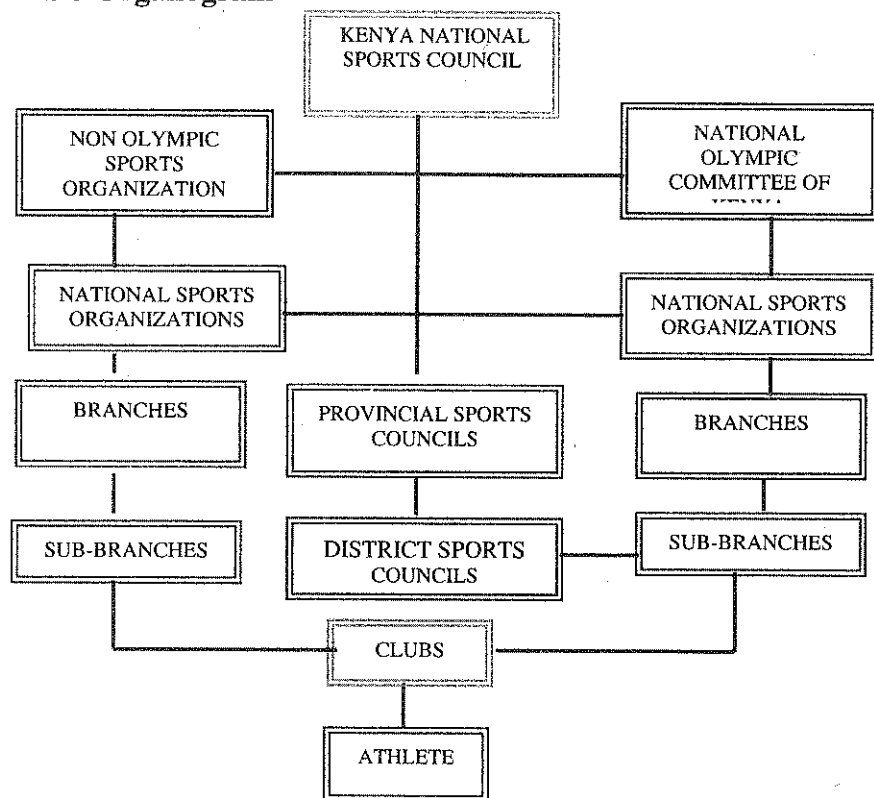 KENYA NATIONAL
SPORTS COUNCIL
NON OLYMPIC
SPORTS
ORGANIZATION
NATIONAL
OLYMPIC
COMMITTEE OF
NATIONAL SPORTS
ORGANIZATIONS
NATIONAL SPORTS
ORGANIZATIONS
BRANCHES
PROVINCIAL SPORTS
COUNCILS
BRANCHES
SUB-BRANCHES
DISTRICT SPORTS
COUNCILS
SUB-BRANCHES
CLUBS
ATHLETE